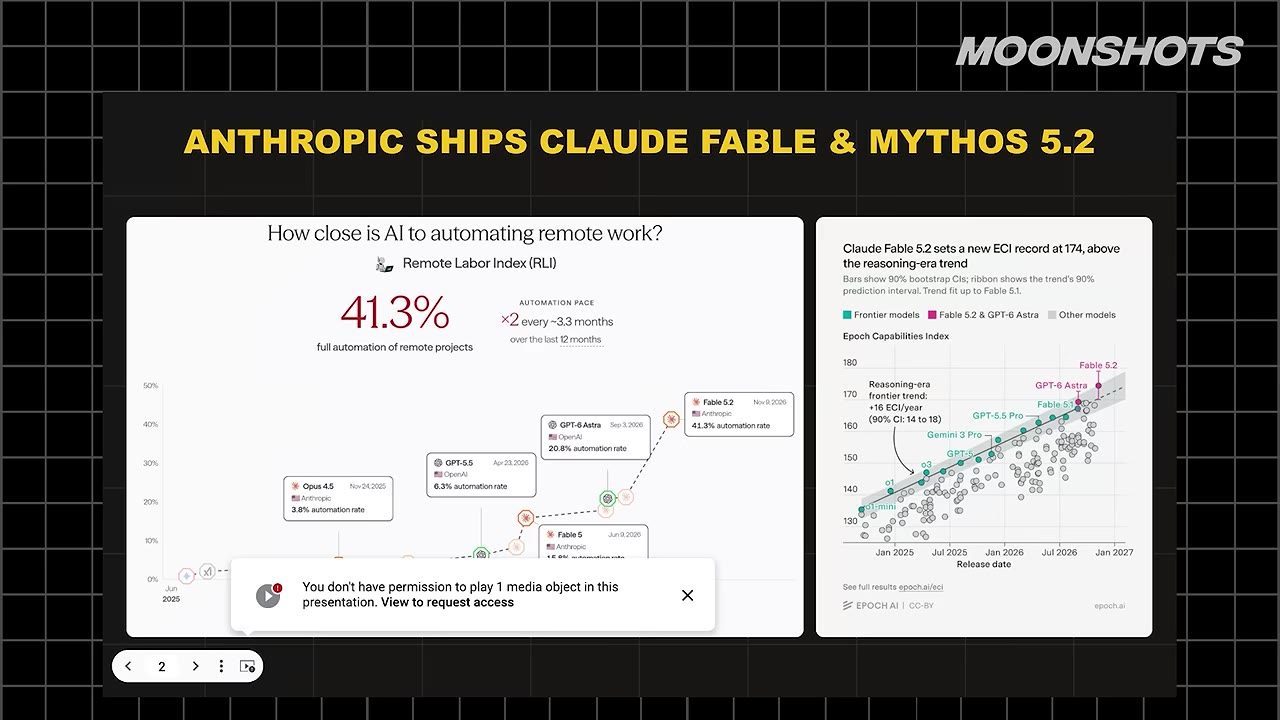 MOONSHOTS
ANTHROPIC SHIPS CLAUDE FABLE & MYTHOS 5.2
How close is AI to automating remote work?
Remote Labor Index (RLI)
41.3%
full automation of remote projects
AUTOMATION PACE
×2 every ~3.3 months
over the last 12 months
50%
40%
30%
20%
10%
0%
Jun
2025
Opus 4.5 Nov 24, 2025
Anthropic
3.8% automation rate
GPT-5.5 Apr 23, 2026
OpenAI
6.3% automation rate
GPT-6 Astra Sep 3, 2026
OpenAI
20.8% automation rate
Fable 5 Jun 9, 2026
Anthropic
automation rate
Fable 5.2 Nov 9, 2026
Anthropic
41.3% automation rate
You don't have permission to play 1 media object in this
presentation. View to request access
2
Claude Fable 5.2 sets a new ECI record at 174, above
the reasoning-era trend
Bars show 90% bootstrap CIs; ribbon shows the trend's 90%
prediction interval. Trend fit up to Fable 5.1.
Frontier models Fable 5.2 & GPT-6 Astra Other models
Epoch Capabilities Index
180
170
160
150
140
130
Reasoning-era
frontier trend:
+16 ECI/year
(90% CI: 14 to 18)
Fable 5.2
GPT-6 Astra
Fable 5.1
GPT-5.5 Pro
Gemini 3 Pro
GPT-5
o3
o1
o1-mini
Jan 2025 Jul 2025 Jan 2026 Jul 2026 Jan 2027
Release date
See full results epoch.ai/eci
EPOCH AI | CC-BY
epoch.ai